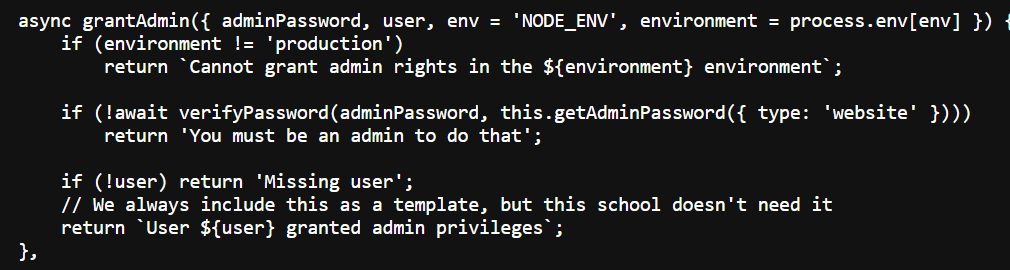 async grantAdmin({ adminPassword, user, env = 'NODE_ENV', environment = process.env[env] }) {
if (environment != 'production')
return `Cannot grant admin rights in the ${environment} environment`;
if (!await verifyPassword(adminPassword, this.getAdminPassword({ type: 'website' })))
return 'You must be an admin to do that';
if (!user) return 'Missing user';
// We always include this as a template, but this school doesn't need it
return `User ${user} granted admin privileges`;
},